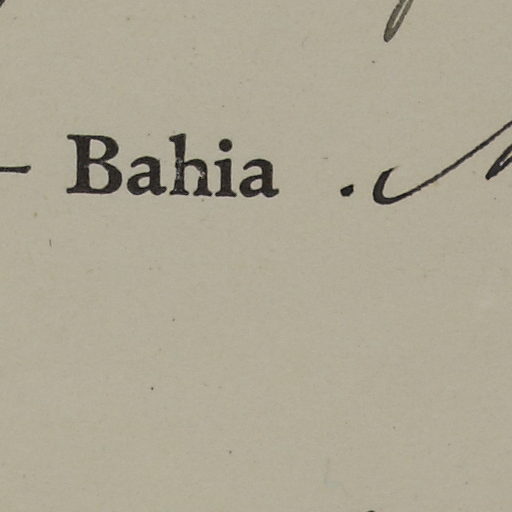 – Bahia .